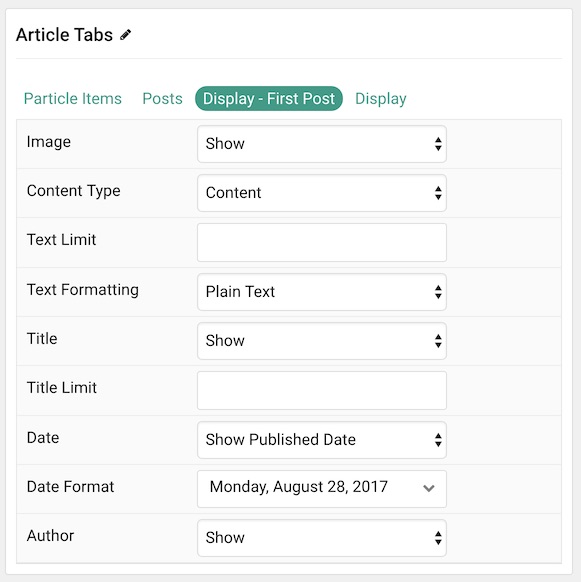 Article Tabs
Particle Items Posts Display - First Post Display
Image Show
Content Type Content
Text Limit
Text Formatting Plain Text
Title Show
Title Limit
Date Show Published Date
Date Format Monday, August 28, 2017
Author Show